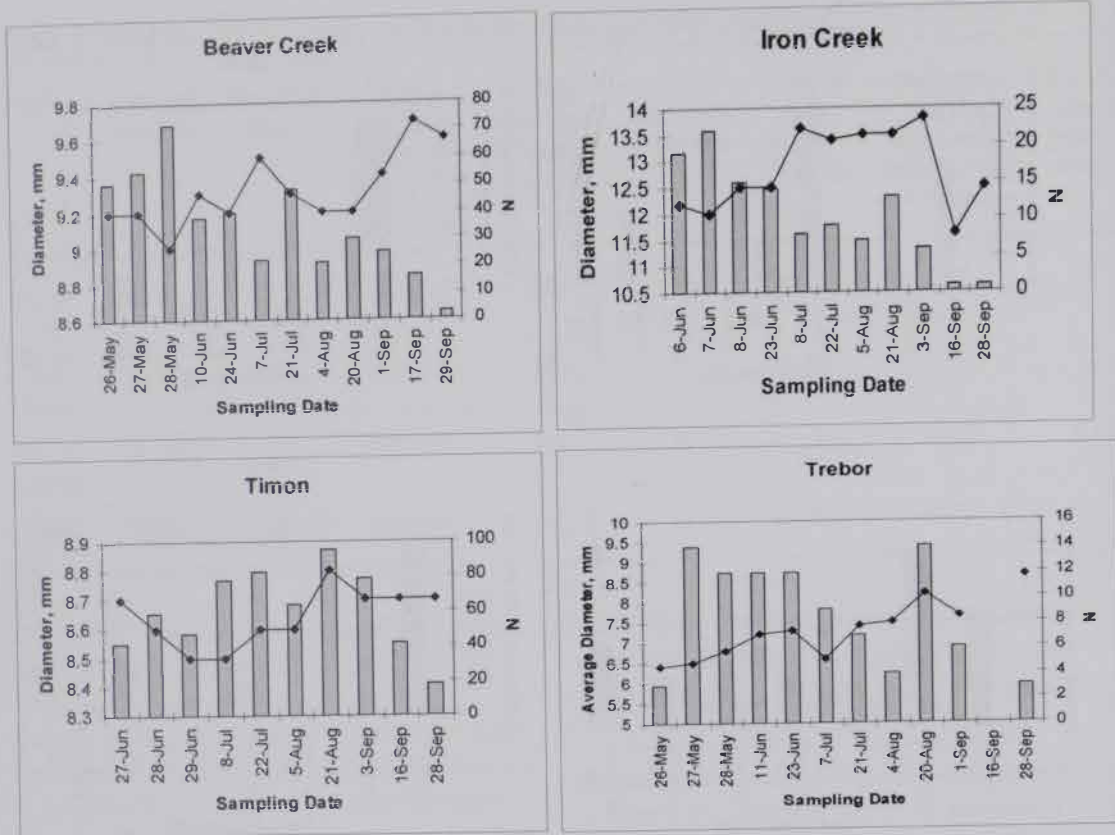 Beaver Creek
Diameter, mm
9.8
9.6
9.4
9.2
9
8.8
8.6
80
70
60
50
40
30
20
10
0
N
26-May
27-May
28-May
10-Jun
24-Jun
7-Jul
21-Jul
4-Aug
20-Aug
1-Sep
17-Sep
29-Sep
Sampling Date
Iron Creek
Diameter, mm
14
13.5
13
12.5
12
11.5
11
10.5
25
20
15
10
5
0
N
6-Jun
7-Jun
8-Jun
23-Jun
8-Jul
22-Jul
5-Aug
21-Aug
3-Sep
16-Sep
28-Sep
Sampling Date
Timon
Diameter, mm
8.9
8.8
8.7
8.6
8.5
8.4
8.3
100
80
60
40
20
0
N
27-Jun
28-Jun
29-Jun
8-Jul
22-Jul
5-Aug
21-Aug
3-Sep
16-Sep
28-Sep
Sampling Date
Trebor
Average Diameter, mm
10
9.5
9
8.5
8
7.5
7
6.5
6
5.5
5
16
14
12
10
8
6
4
2
0
N
26-May
27-May
28-May
11-Jun
23-Jun
7-Jul
21-Jul
4-Aug
20-Aug
1-Sep
16-Sep
28-Sep
Sampling Date